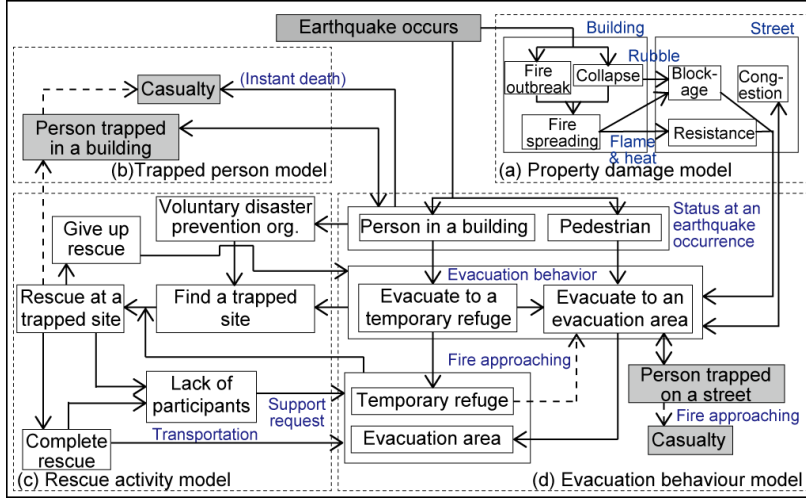 Earthquake occurs
Building
Street
Fire
outbreak
Collapse
Rubble
Block-
age
Cong-
estion
Fire
spreading
Flame
& heat
Resistance
(a) Property damage model
Casualty
(Instant death)
Person trapped
in a building
(b)Trapped person model
Voluntary disaster
prevention org.
Give up
rescue
Rescue at a
trapped site
Find a trapped
site
Lack of
participants
Support
request
Complete
rescue
Transportation
(c) Rescue activity model
Person in a building
Pedestrian
Status at an
earthquake
occurrence
Evacuation behavior
Evacuate to a
temporary refuge
Evacuate to an
evacuation area
Fire approaching
Temporary refuge
Evacuation area
Person trapped
on a street
Fire approaching
Casualty
(d) Evacuation behaviour model